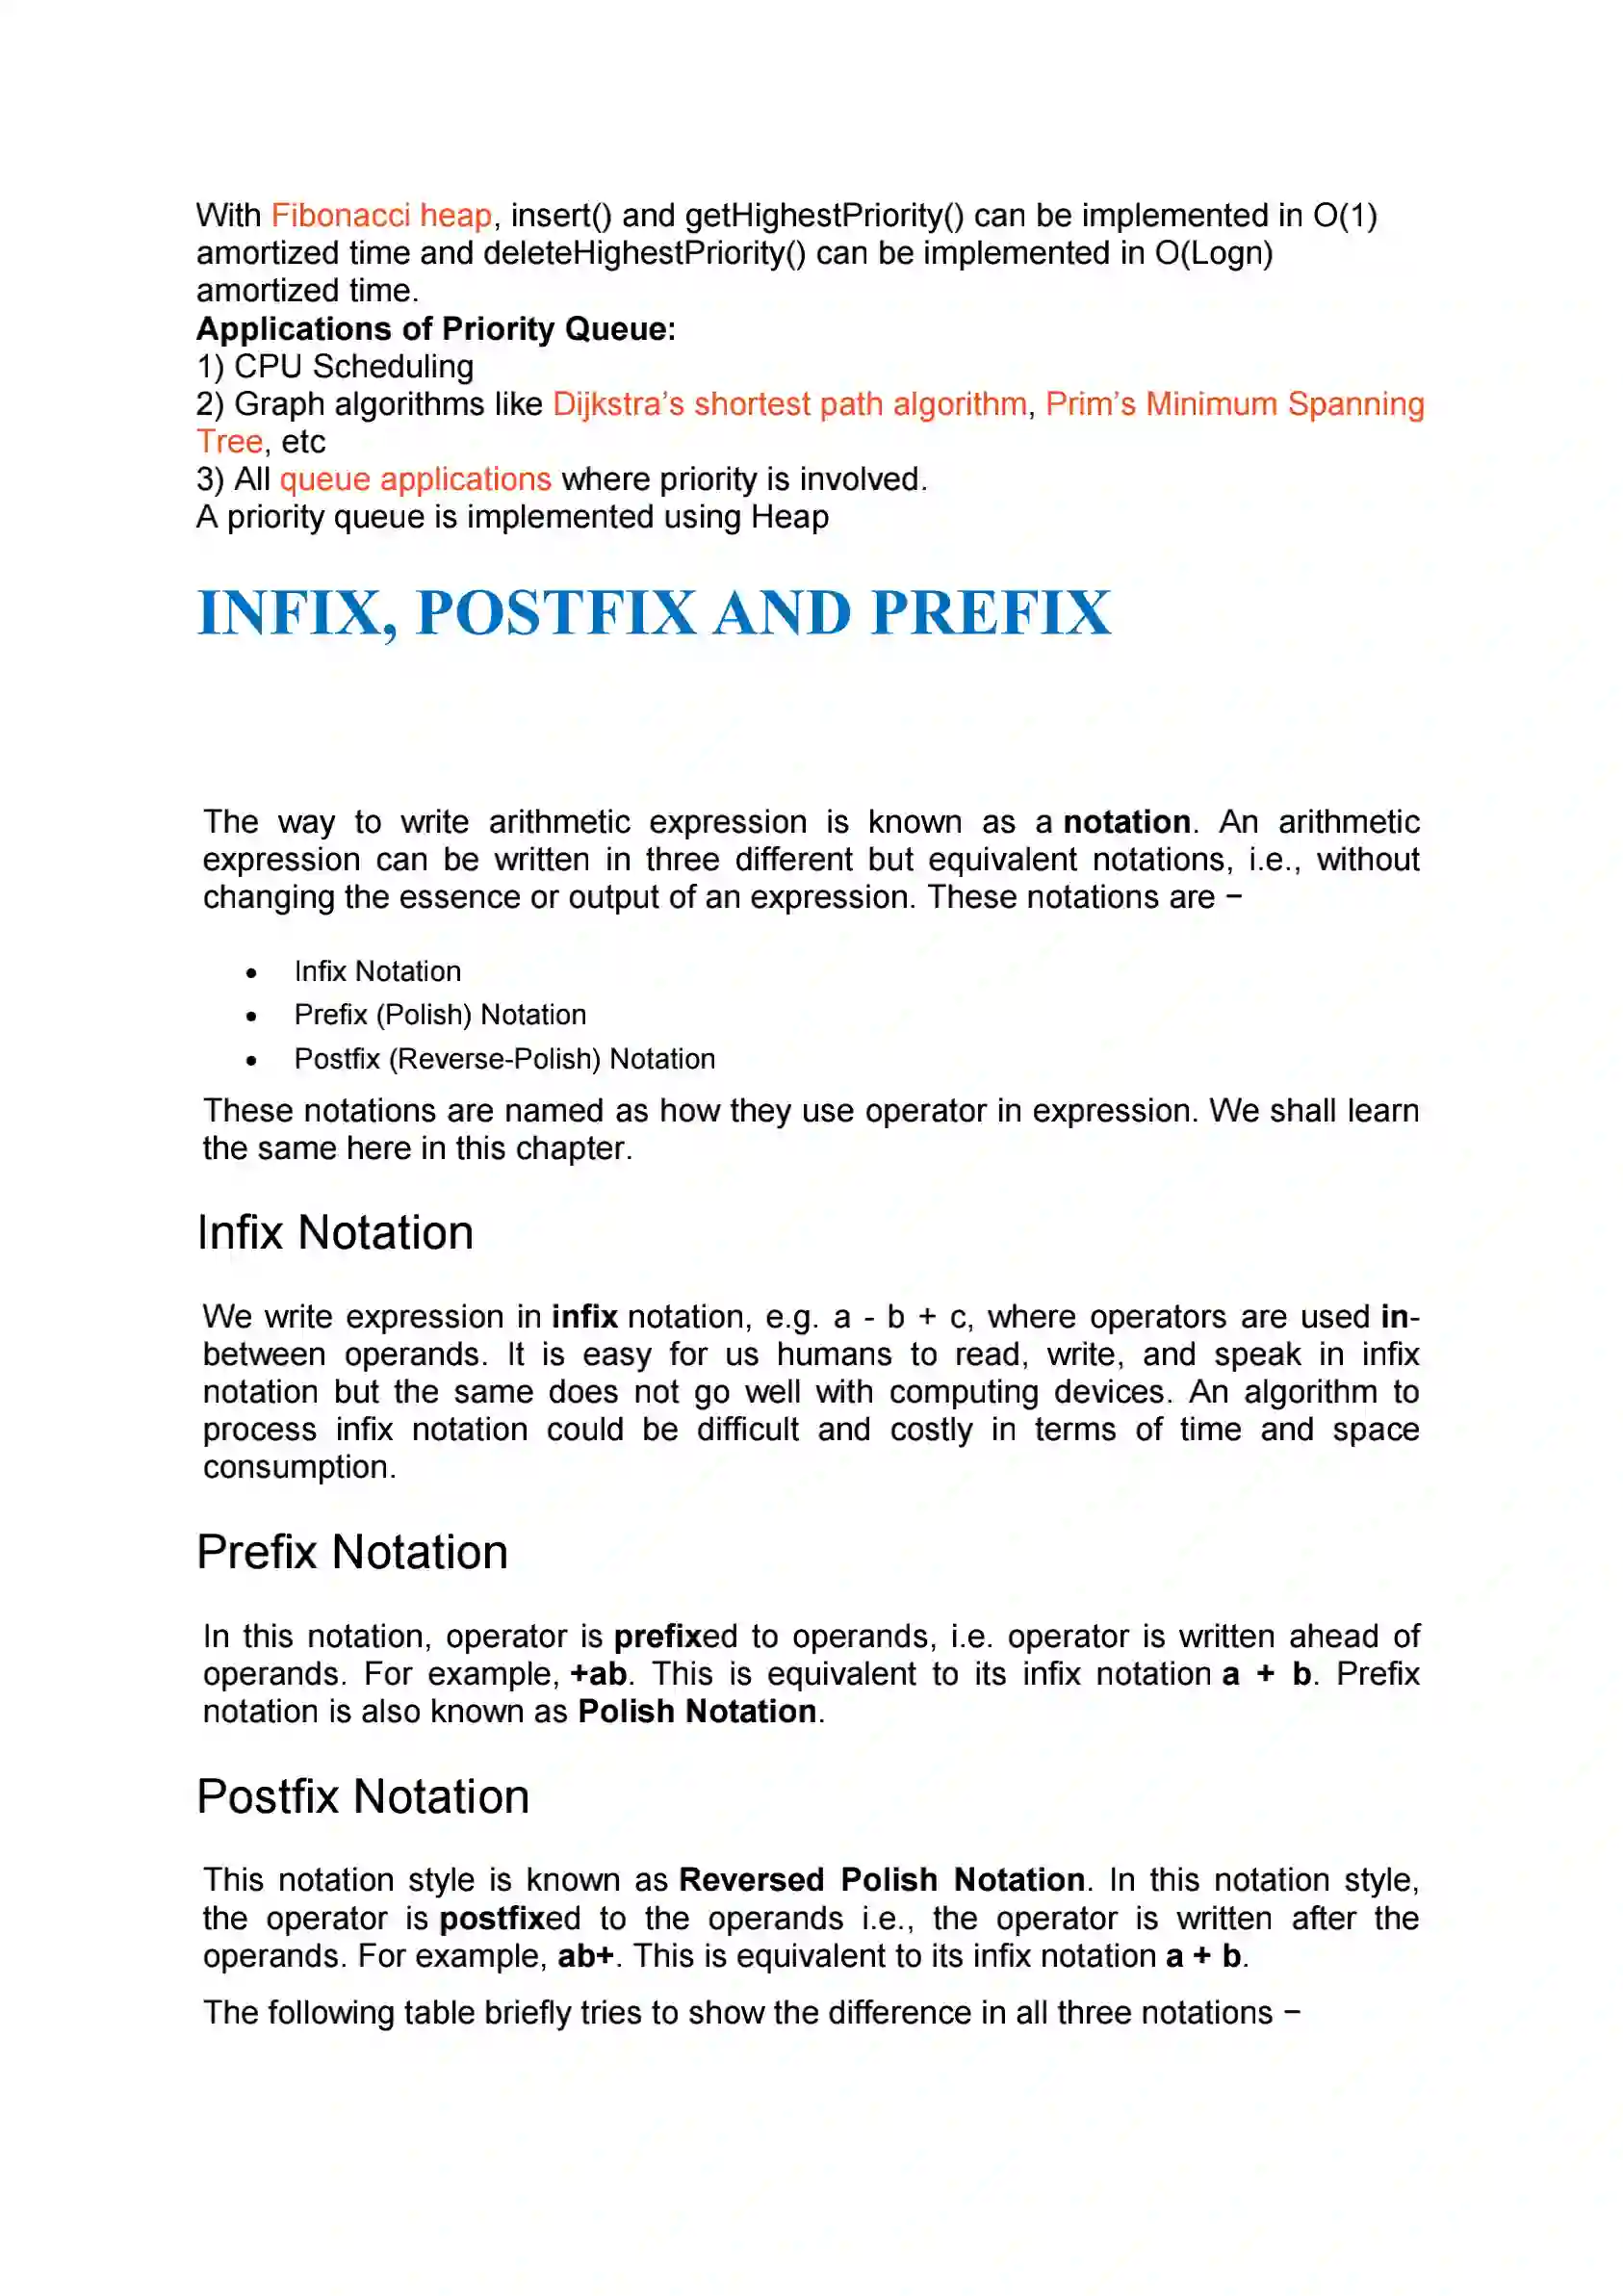 With Fibonacci heap, insert() and getHighestPriority() can be implemented in O(1)
amortized time and deleteHighestPriority() can be implemented in O(Logn)
amortized time.
Applications of Priority Queue:
1) CPU Scheduling
2) Graph algorithms like Dijkstra’s shortest path algorithm, Prim’s Minimum Spanning
Tree, etc
3) All queue applications where priority is involved.
A priority queue is implemented using Heap
INFIX, POSTFIX AND PREFIX
The way to write arithmetic expression is known as a notation. An arithmetic
expression can be written in three different but equivalent notations, i.e., without
changing the essence or output of an expression. These notations are −
• Infix Notation
• Prefix (Polish) Notation
• Postfix (Reverse-Polish) Notation
These notations are named as how they use operator in expression. We shall learn
the same here in this chapter.
Infix Notation
We write expression in infix notation, e.g. a - b + c, where operators are used in-
between operands. It is easy for us humans to read, write, and speak in infix
notation but the same does not go well with computing devices. An algorithm to
process infix notation could be difficult and costly in terms of time and space
consumption.
Prefix Notation
In this notation, operator is prefixed to operands, i.e. operator is written ahead of
operands. For example, +ab. This is equivalent to its infix notation a + b. Prefix
notation is also known as Polish Notation.
Postfix Notation
This notation style is known as Reversed Polish Notation. In this notation style,
the operator is postfixed to the operands i.e., the operator is written after the
operands. For example, ab+. This is equivalent to its infix notation a + b.
The following table briefly tries to show the difference in all three notations −